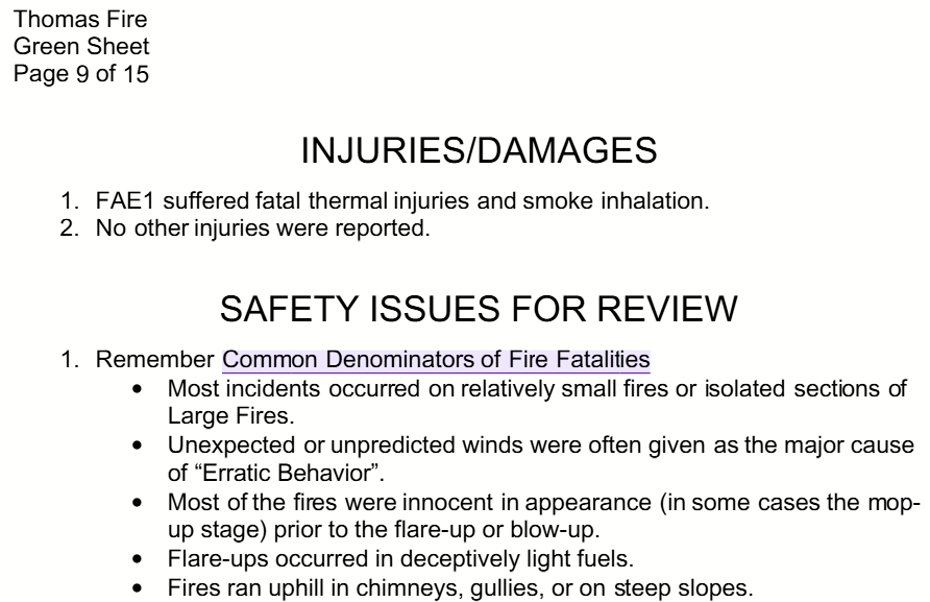 Thomas Fire
Green Sheet
Page 9 of 15
INJURIES/DAMAGES
1. FAE1 suffered fatal thermal injuries and smoke inhalation.
2. No other injuries were reported.
SAFETY ISSUES FOR REVIEW
1. Remember Common Denominators of Fire Fatalities
• Most incidents occurred on relatively small fires or isolated sections of
Large Fires.
• Unexpected or unpredicted winds were often given as the major cause
of “Erratic Behavior”.
• Most of the fires were innocent in appearance (in some cases the mop-
up stage) prior to the flare-up or blow-up.
• Flare-ups occurred in deceptively light fuels.
• Fires ran uphill in chimneys, gullies, or on steep slopes.